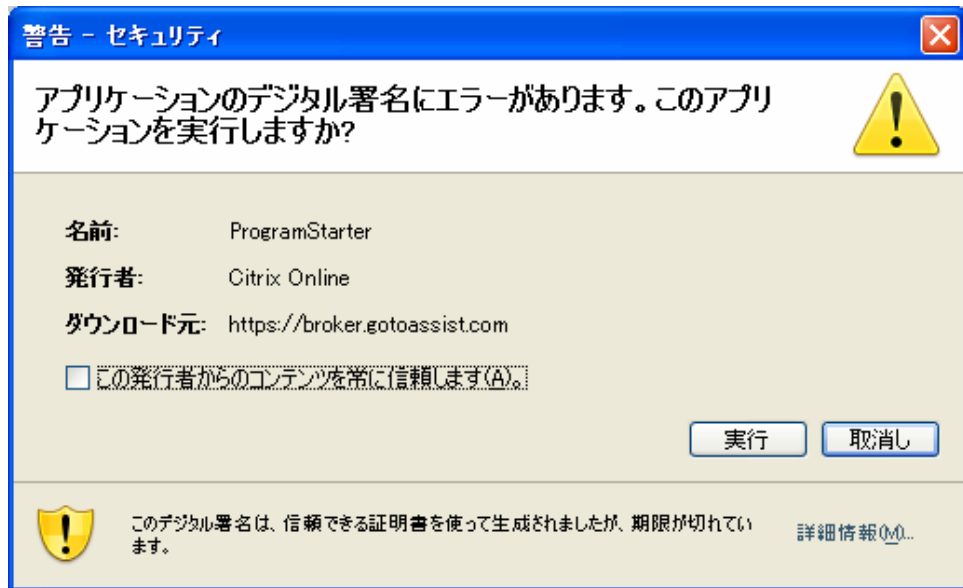 警告 - セキュリティ
アプリケーションのデジタル署名にエラーがあります。このアプリ
ケーションを実行しますか?
名前: ProgramStarter
発行者: Citrix Online
ダウンロード元: https://broker.gotoassist.com
この発行者からのコンテンツを常に信頼します(A)。
実行 取消し
このデジタル署名は、信頼できる証明書を使って生成されましたが、期限が切れてい
ます。
詳細情報(M)...